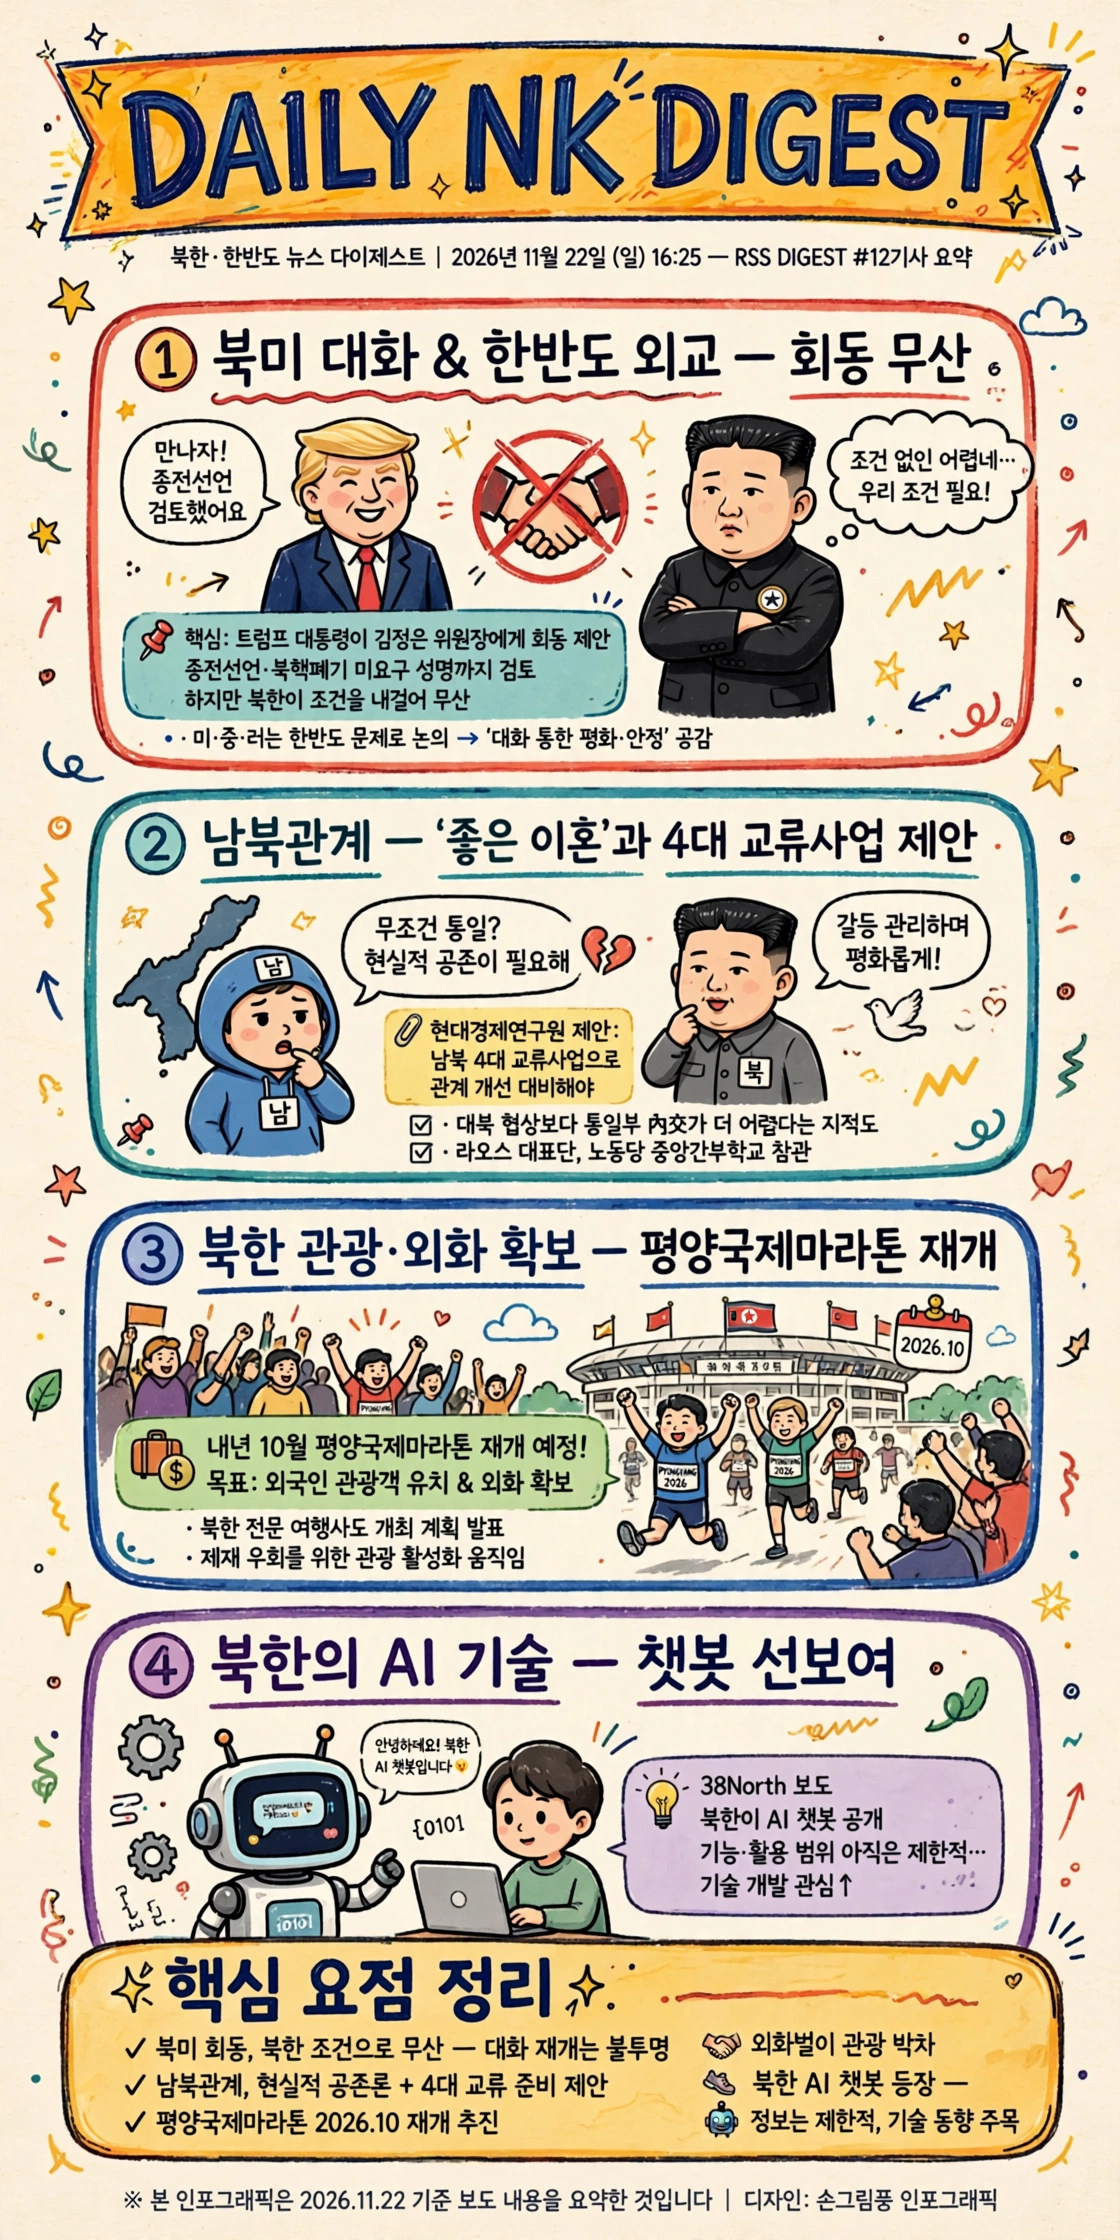 DAILY NK DIGEST
북한·한반도 뉴스 다이제스트 | 2026년 11월 22일 (일) 16:25 — RSS DIGEST #12기사 요약
1 북미 대화 & 한반도 외교 — 회동 무산
만나자!
종전선언
검토했어요
조건 없인 어렵네…
우리 조건 필요!
핵심: 트럼프 대통령이 김정은 위원장에게 회동 제안
종전선언·북핵폐기 미요구 성명까지 검토
하지만 북한이 조건을 내걸어 무산
· 미·중·러는 한반도 문제로 논의 → '대화 통한 평화·안정' 공감
2 남북관계 — '좋은 이혼'과 4대 교류사업 제안
무조건 통일?
현실적 공존이 필요해
갈등 관리하며
평화롭게!
남
남
북
현대경제연구원 제안:
남북 4대 교류사업으로
관계 개선 대비해야
☑ · 대북 협상보다 통일부 內交가 더 어렵다는 지적도
☑ · 라오스 대표단, 노동당 중앙간부학교 참관
3 북한 관광·외화 확보 — 평양국제마라톤 재개
2026.10
PYONGYANG
2026
PYONGYANG
2026
내년 10월 평양국제마라톤 재개 예정!
목표: 외국인 관광객 유치 & 외화 확보
$
· 북한 전문 여행사도 개최 계획 발표
· 제재 우회를 위한 관광 활성화 움직임
4 북한의 AI 기술 — 챗봇 선보여
안녕하데요! 북한
AI 챗봇입니다
{0101
10101
38North 보도
북한이 AI 챗봇 공개
기능·활용 범위 아직은 제한적…
기술 개발 관심↑
핵심 요점 정리
✓ 북미 회동, 북한 조건으로 무산 — 대화 재개는 불투명
✓ 남북관계, 현실적 공존론 + 4대 교류 준비 제안
✓ 평양국제마라톤 2026.10 재개 추진
외화벌이 관광 박차
북한 AI 챗봇 등장 —
정보는 제한적, 기술 동향 주목
※ 본 인포그래픽은 2026.11.22 기준 보도 내용을 요약한 것입니다 | 디자인: 손그림풍 인포그래픽